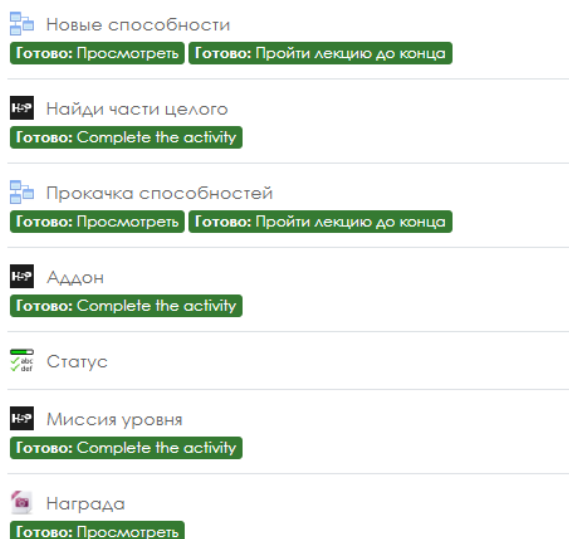 Новые способности
Готово: Просмотреть Готово: Пройти лекцию до конца
H-P Найди части целого
Готово: Complete the activity
Прокачка способностей
Готово: Просмотреть Готово: Пройти лекцию до конца
H-P Аддон
Готово: Complete the activity
abc
def
Статус
H-P Миссия уровня
Готово: Complete the activity
Награда
Готово: Просмотреть